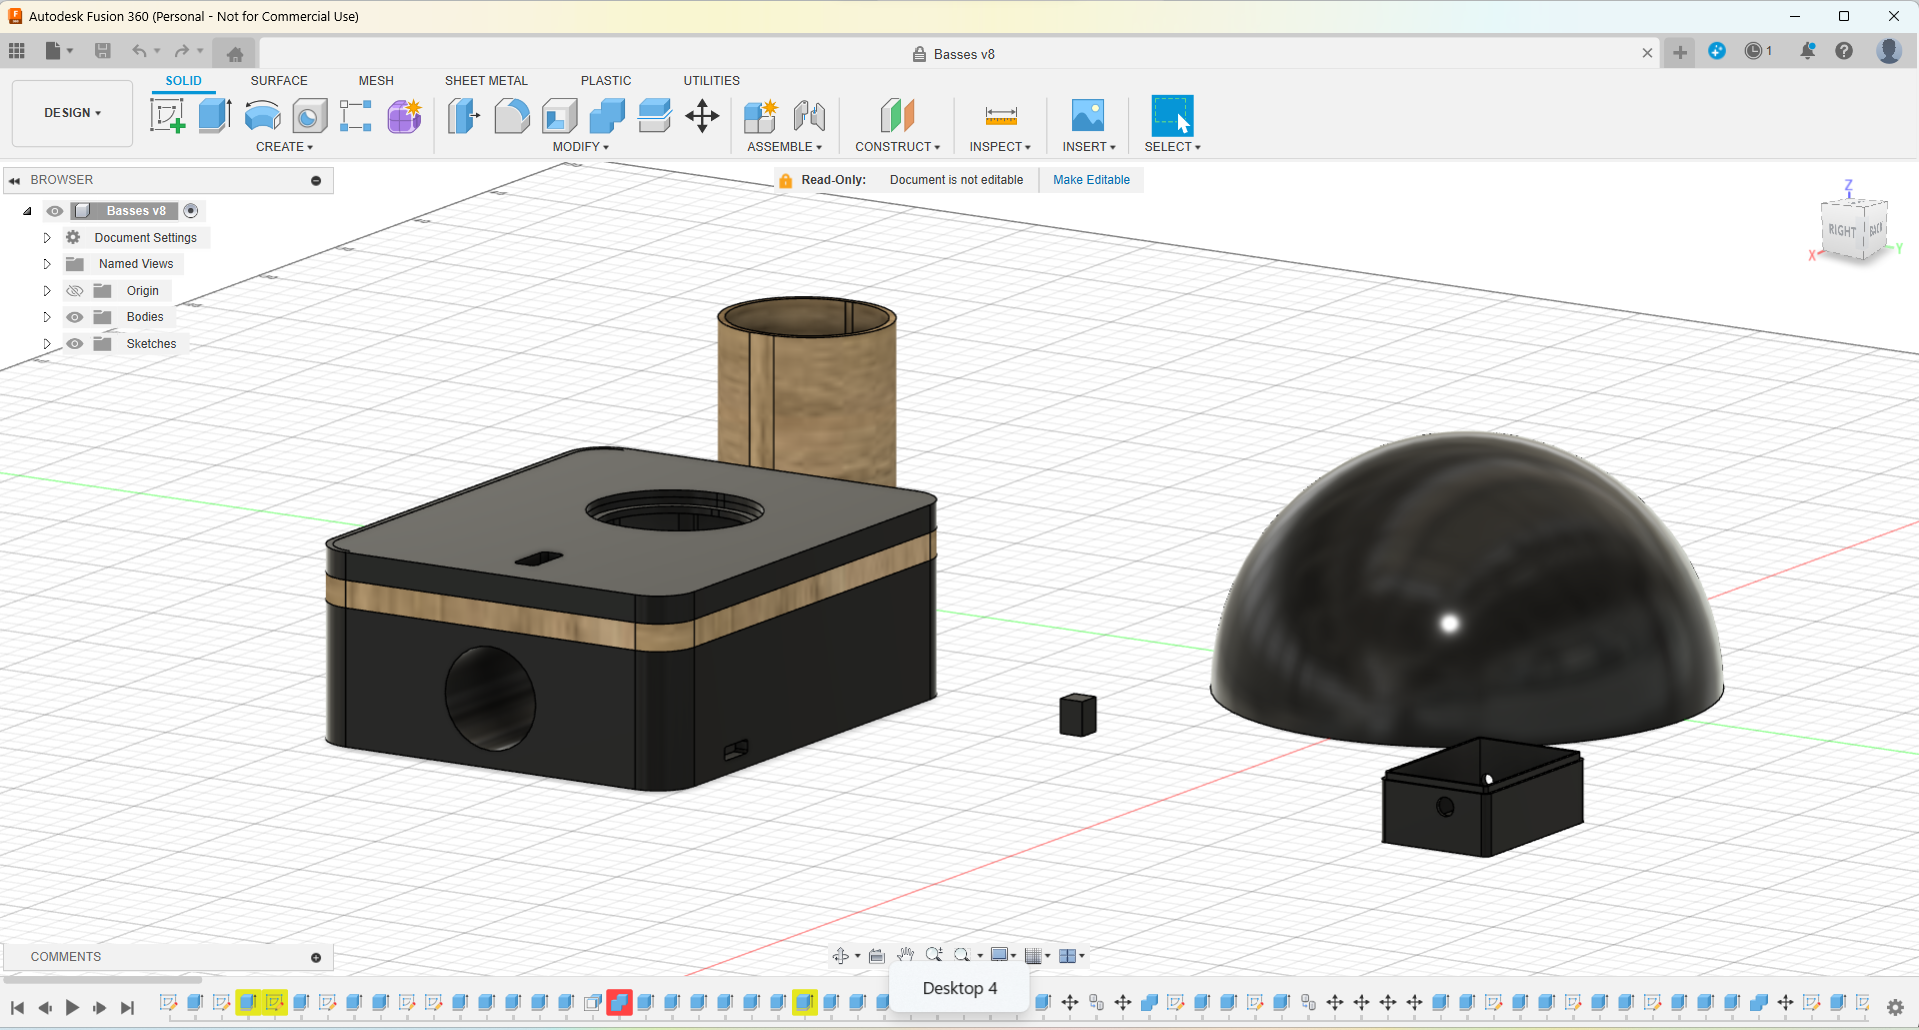 Autodesk Fusion 360 (Personal - Not for Commercial Use)
Basses v8
1
DESIGN
SOLID
SURFACE
MESH
SHEET METAL
PLASTIC
UTILITIES
CREATE
MODIFY
ASSEMBLE
CONSTRUCT
INSPECT
INSERT
SELECT
BROWSER
Read-Only:
Document is not editable
Make Editable
Basses v8
Document Settings
Named Views
Origin
Bodies
Sketches
Z
RIGHT
BACK
X
Y
COMMENTS
Desktop 4